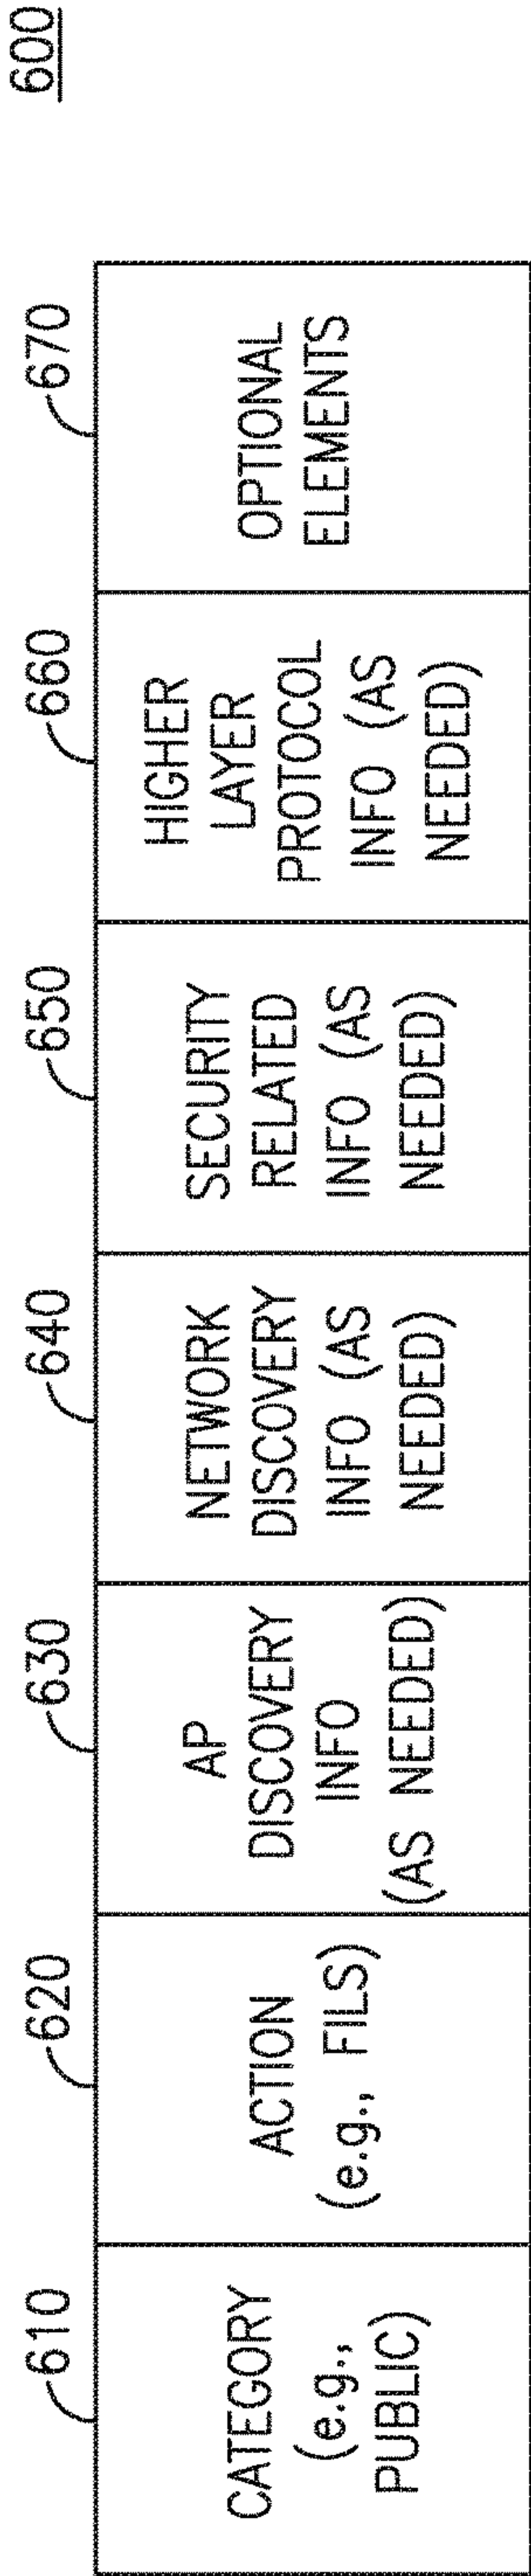 600
610
620
630
640
650
660
670
CATEGORY
(e.g.,
PUBLIC)
ACTION
(e.g., FILS)
AP
DISCOVERY
INFO
(AS NEEDED)
NETWORK
DISCOVERY
INFO (AS
NEEDED)
SECURITY
RELATED
INFO (AS
NEEDED)
HIGHER
LAYER
PROTOCOL
INFO (AS
NEEDED)
OPTIONAL
ELEMENTS